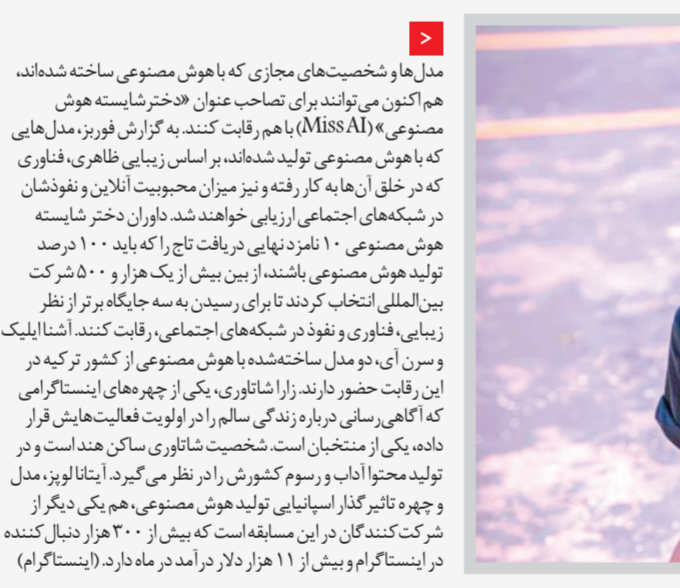 >
مدل‌ها و شخصیت‌های مجازی که با هوش مصنوعی ساخته شده‌اند،
هم اکنون می‌توانند برای تصاحب عنوان «دختر شایسته هوش
مصنوعی» (Miss AI) با هم رقابت کنند. به گزارش فوربز، مدل‌هایی
که با هوش مصنوعی تولید شده‌اند، بر اساس زیبایی ظاهری، فناوری
که در خلق آن‌ها به کار رفته و نیز میزان محبوبیت آنلاین و نفوذشان
در شبکه‌های اجتماعی ارزیابی خواهند شد. داوران دختر شایسته
هوش مصنوعی ۱۰ نامزد نهایی دریافت تاج را که باید ۱۰۰ درصد
تولید هوش مصنوعی باشند، از بین بیش از یک هزار و ۵۰۰ شرکت
بین‌المللی انتخاب کردند تا برای رسیدن به سه جایگاه برتر از نظر
زیبایی، فناوری و نفوذ در شبکه‌های اجتماعی، رقابت کنند. آشنا ایلیک
و سرن آی، دو مدل ساخته‌شده با هوش مصنوعی از کشور ترکیه در
این رقابت حضور دارند. زارا شاتاوری، یکی از چهره‌های اینستاگرامی
که آگاهی‌رسانی درباره زندگی سالم را در اولویت فعالیت‌هایش قرار
داده، یکی از منتخبان است. شخصیت شاتاوری ساکن هند است و در
تولید محتوا آداب و رسوم کشورش را در نظر می‌گیرد. آیتانا لوپز، مدل
و چهره تاثیرگذار اسپانیایی تولید هوش مصنوعی، هم یکی دیگر از
شرکت‌کنندگان در این مسابقه است که بیش از ۳۰۰ هزار دنبال‌کننده
در اینستاگرام و بیش از ۱۱ هزار دلار درآمد در ماه دارد. (اینستاگرام)